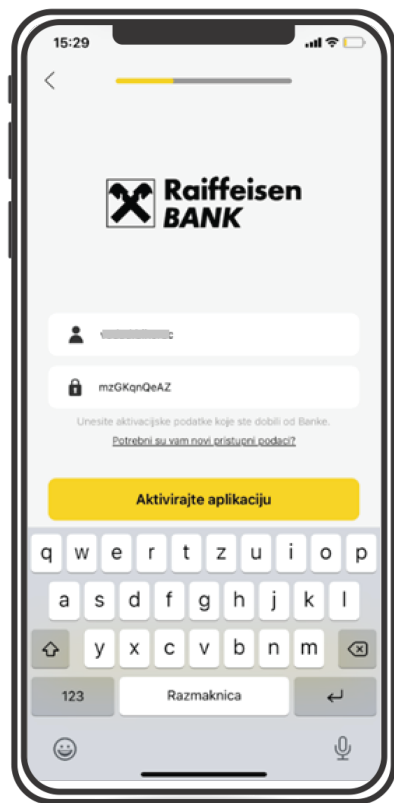 15:29
Raiffeisen
BANK
mzGKqnQeAZ
Unesite aktivacijske podatke koje ste dobili od Banke.
Potrebni su vam novi pristupni podaci?
Aktivirajte aplikaciju
q w e r t z u i o p
a s d f g h j k l
y x c v b n m
123 Razmaknica